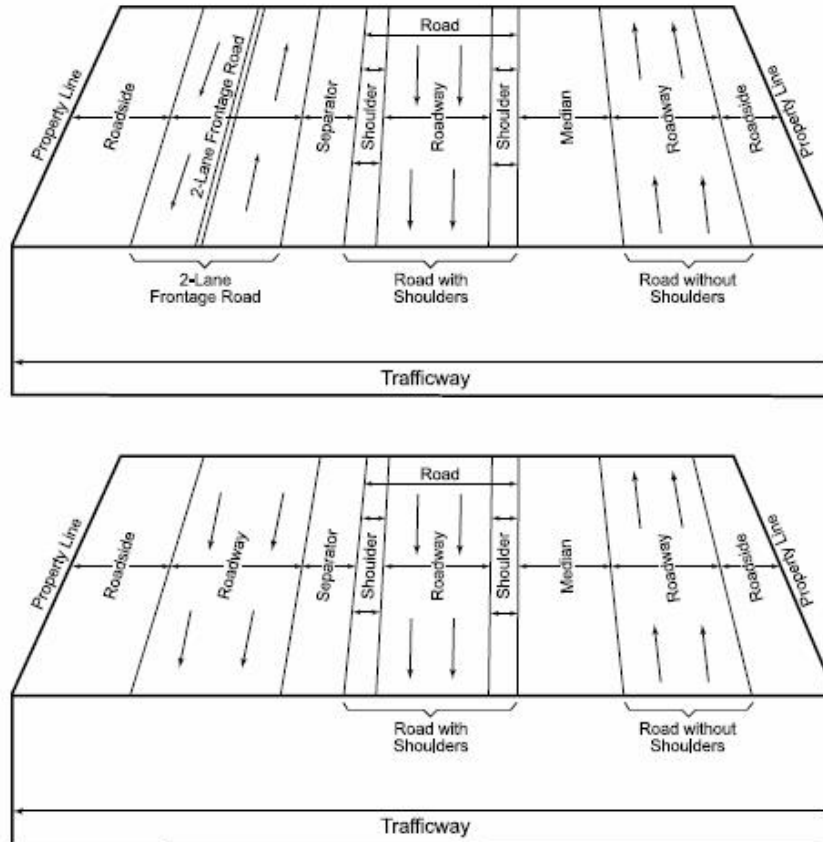 Road
Property Line
Roadside
2-Lane Frontage Road
Separator
Shoulder
Roadway
Shoulder
Median
Roadway
Roadside
Property Line
2-Lane
Frontage Road
Road with
Shoulders
Road without
Shoulders
Trafficway
Road
Property Line
Roadside
Roadway
Separator
Shoulder
Roadway
Shoulder
Median
Roadway
Roadside
Property Line
Road with
Shoulders
Road without
Shoulders
Trafficway